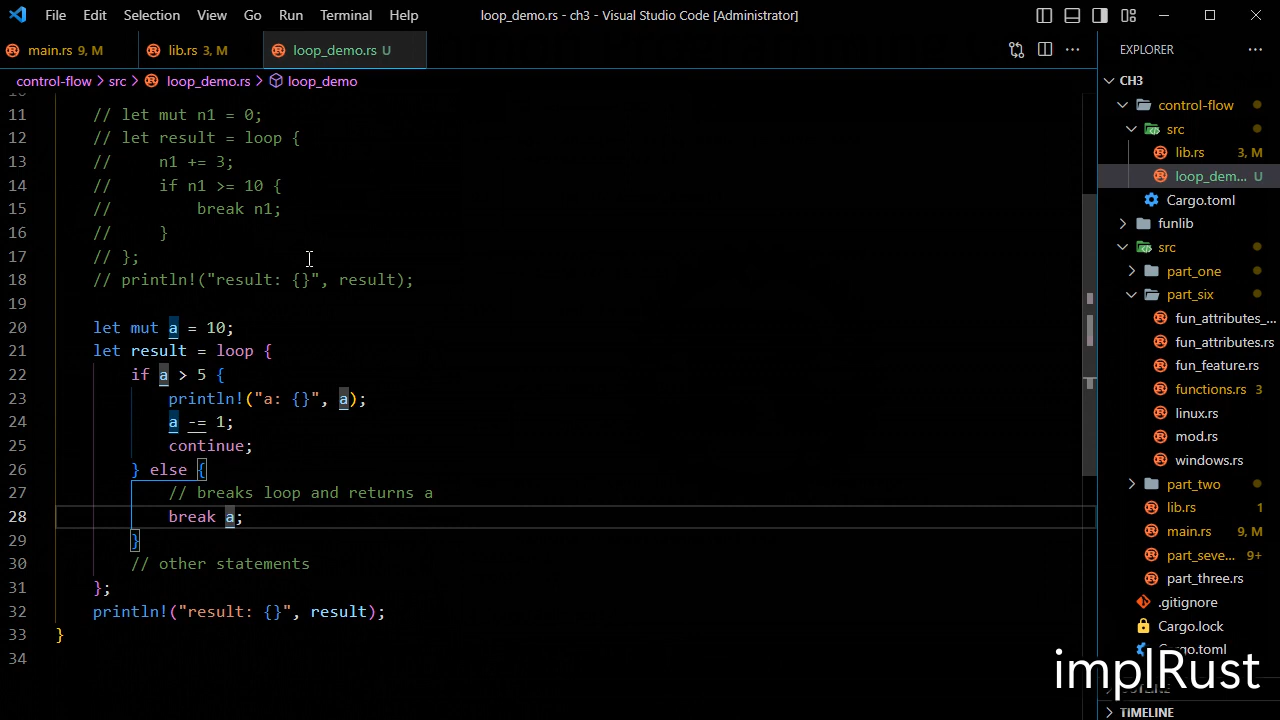 File Edit Selection View Go Run Terminal Help loop_demo.rs - ch3 - Visual Studio Code [Administrator]
main.rs 9, M lib.rs 3, M loop_demo.rs U
control-flow > src > loop_demo.rs > loop_demo
11 // let mut n1 = 0;
12 // let result = loop {
13 // n1 += 3;
14 // if n1 >= 10 {
15 // break n1;
16 // }
17 // };
18 // println!("result: {}", result);
19
20 let mut a = 10;
21 let result = loop {
22 if a > 5 {
23 println!("a: {}", a);
24 a -= 1;
25 continue;
26 } else {
27 // breaks loop and returns a
28 break a;
29 }
30 // other statements
31 };
32 println!("result: {}", result);
33 }
34
EXPLORER
CH3
control-flow
src
lib.rs 3, M
loop_dem... U
Cargo.toml
funlib
src
part_one
part_six
fun_attributes_...
fun_attributes.rs
fun_feature.rs
functions.rs 3
linux.rs
mod.rs
windows.rs
part_two
lib.rs 1
main.rs 9, M
part_seve... 9+
part_three.rs
.gitignore
Cargo.lock
implRust
TIMELINE